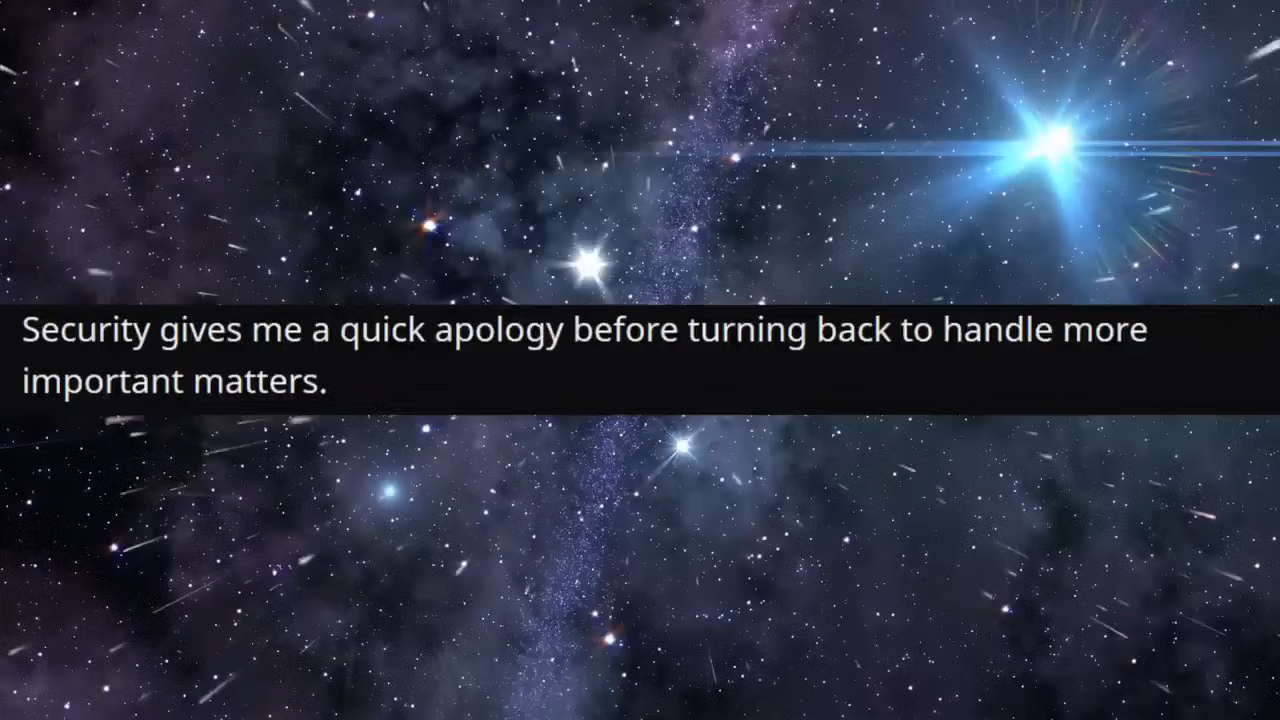 Security gives me a quick apology before turning back to handle more
important matters.